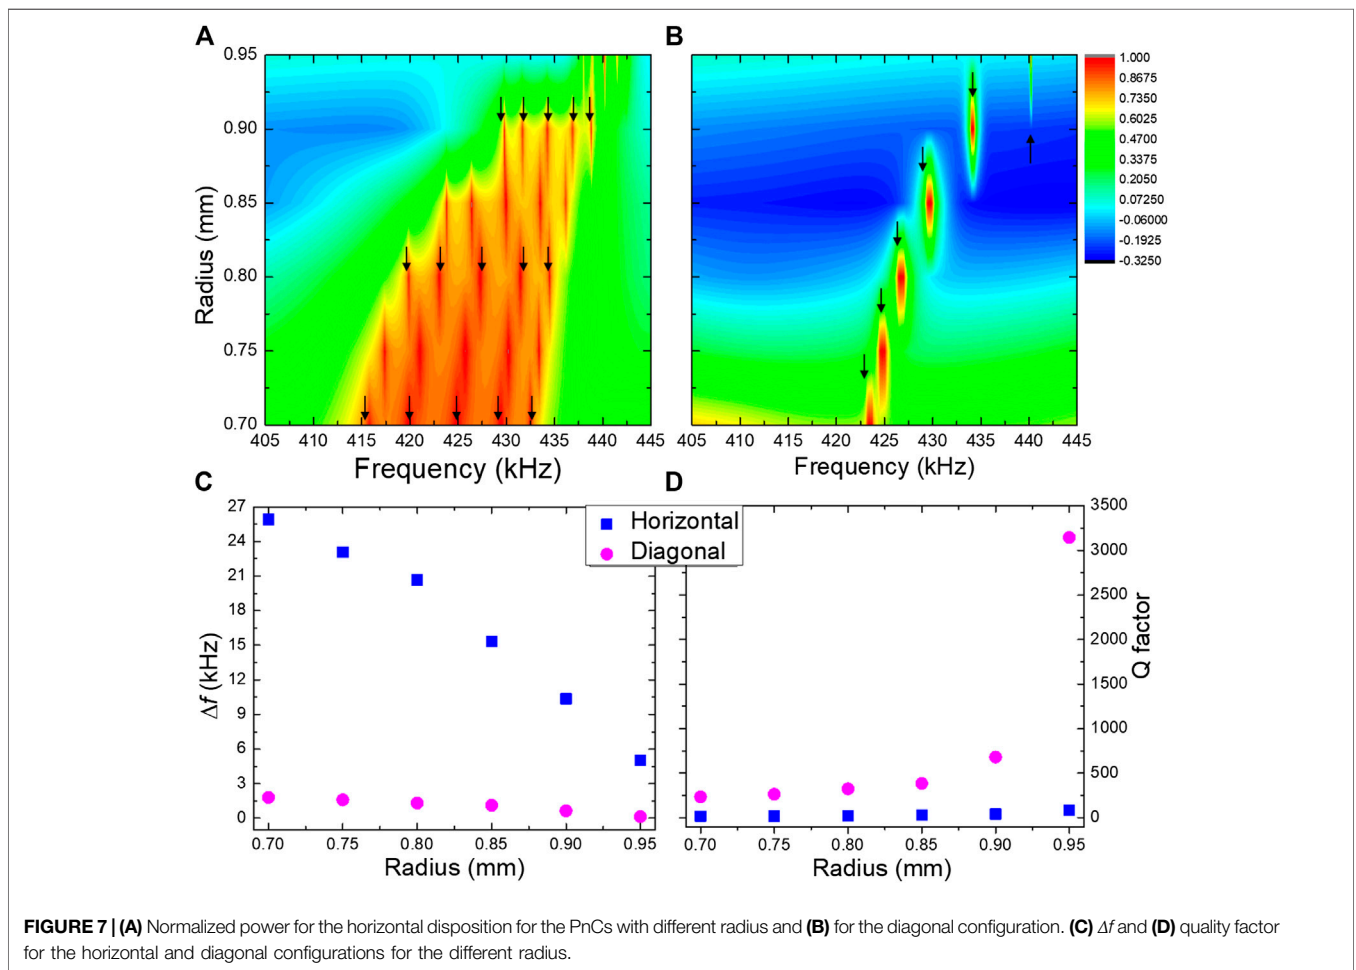 A
B
0.95
0.90
0.85
0.80
0.75
0.70
Radius (mm)
405 410 415 420 425 430 435 440 445
Frequency (kHz)
405 410 415 420 425 430 435 440 445
Frequency (kHz)
1.000
0.8675
0.7350
0.6025
0.4700
0.3375
0.2050
0.07250
-0.06000
-0.1925
-0.3250
C
D
27
24
21
18
15
12
9
6
3
0
Δf (kHz)
0.70 0.75 0.80 0.85 0.90 0.95
Radius (mm)
Horizontal
Diagonal
3500
3000
2500
2000
1500
1000
500
0
Q factor
0.70 0.75 0.80 0.85 0.90 0.95
Radius (mm)
FIGURE 7 | (A) Normalized power for the horizontal disposition for the PnCs with different radius and (B) for the diagonal configuration. (C) Δf and (D) quality factor
for the horizontal and diagonal configurations for the different radius.